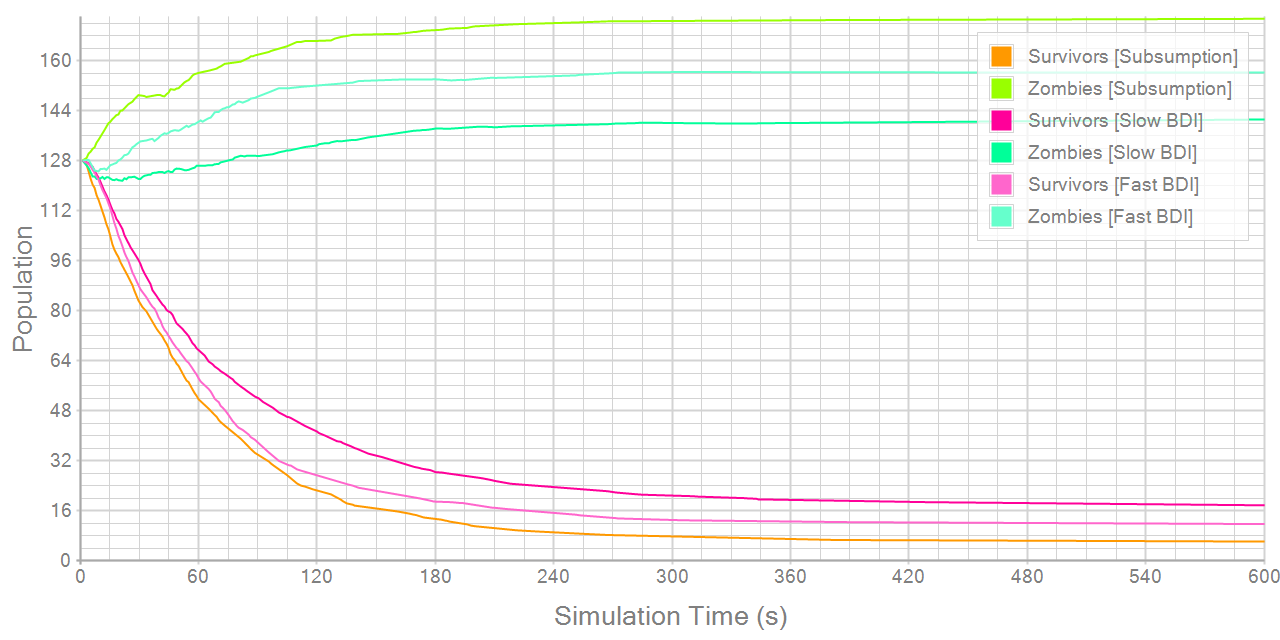 160
144
128
112
96
80
64
48
32
16
0
Population
Survivors [Subsumption]
Zombies [Subsumption]
Survivors [Slow BDI]
Zombies [Slow BDI]
Survivors [Fast BDI]
Zombies [Fast BDI]
0 60 120 180 240 300 360 420 480 540 600
Simulation Time (s)